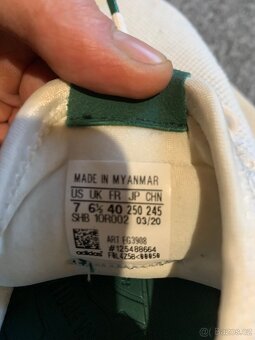 MADE IN MYANMAR
US UK FR JP CHN
7 6½ 40 250 245
SHB 10R002 03/20
ART EG3908
#125488664
adidas